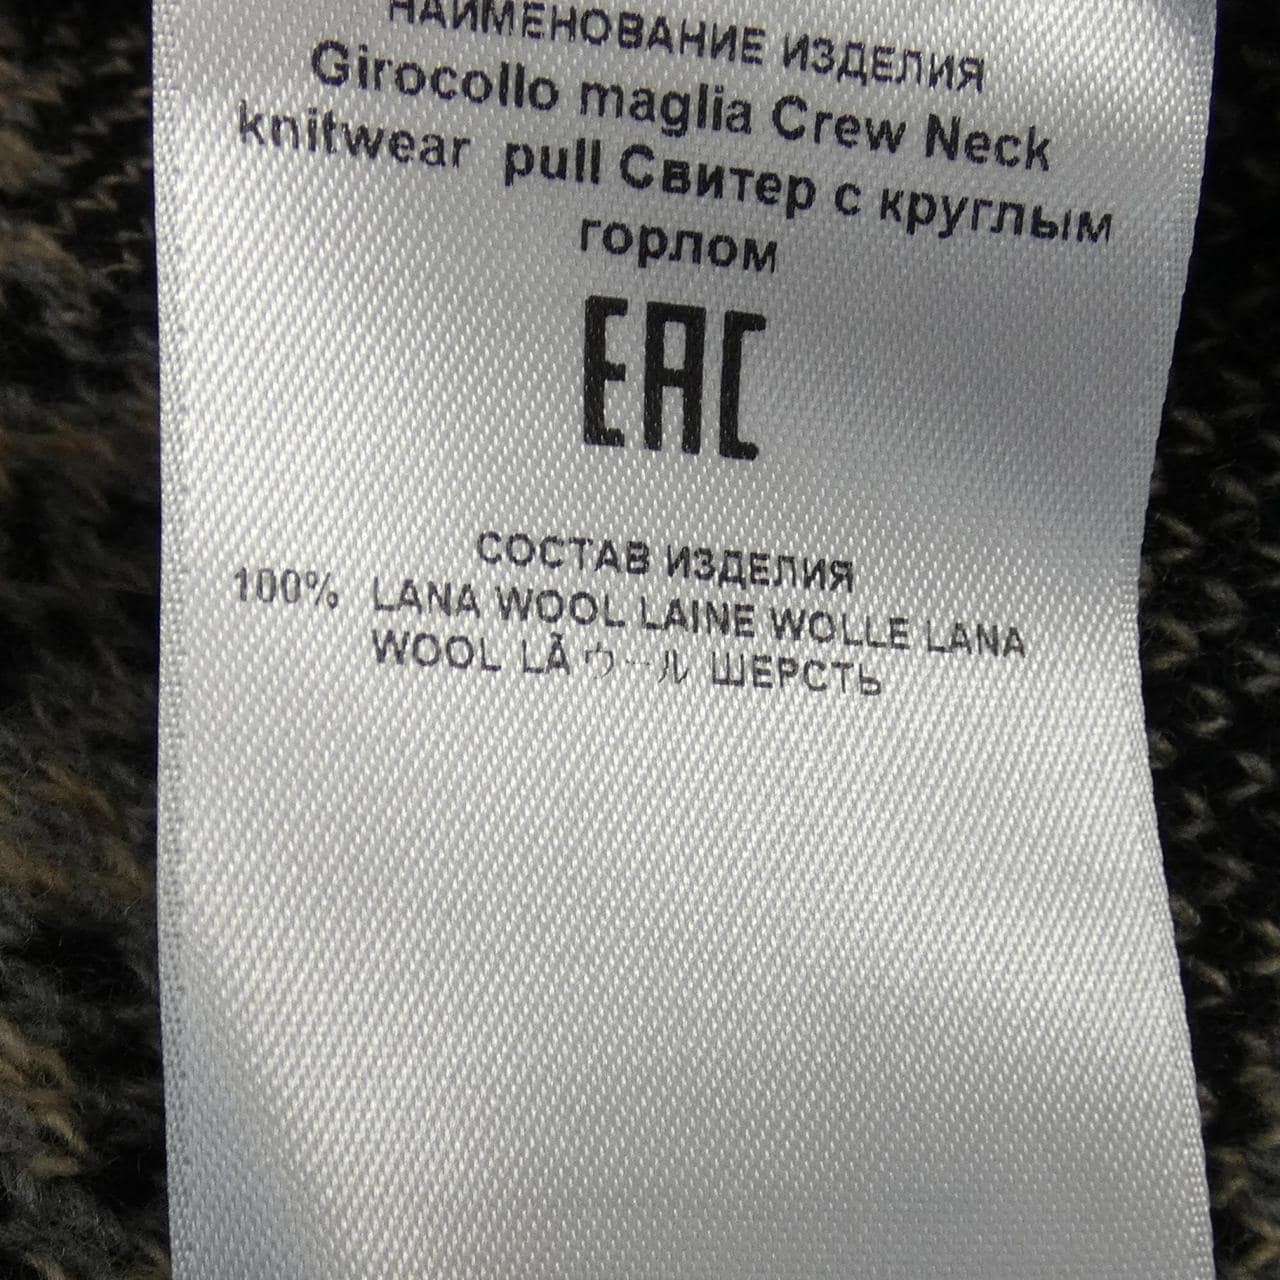 НАИМЕНОВАНИЕ ИЗДЕЛИЯ
Girocollo maglia Crew Neck
knitwear pull Свитер с круглым
горлом
EAC
СОСТАВ ИЗДЕЛИЯ
100% LANA WOOL LAINE WOLLE LANA
WOOL LÃ ウール ШЕРСТЬ